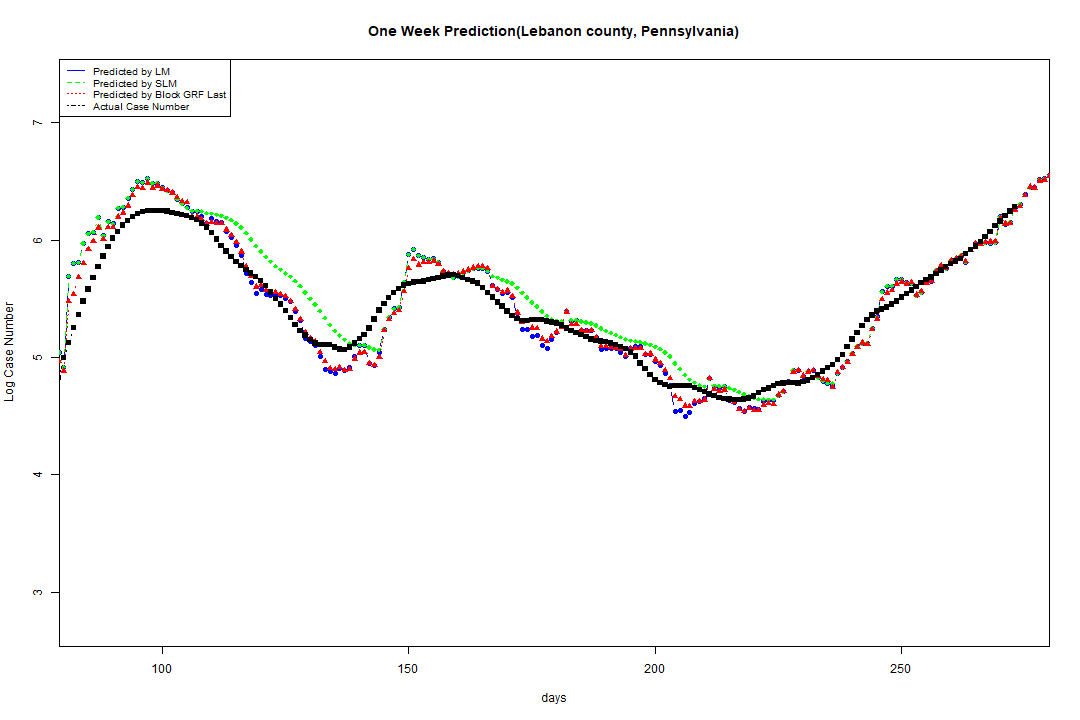 One Week Prediction(Lebanon county, Pennsylvania)
Predicted by LM
Predicted by SLM
Predicted by Block GRF Last
Actual Case Number
7
6
5
4
3
Log Case Number
100 150 200 250
days